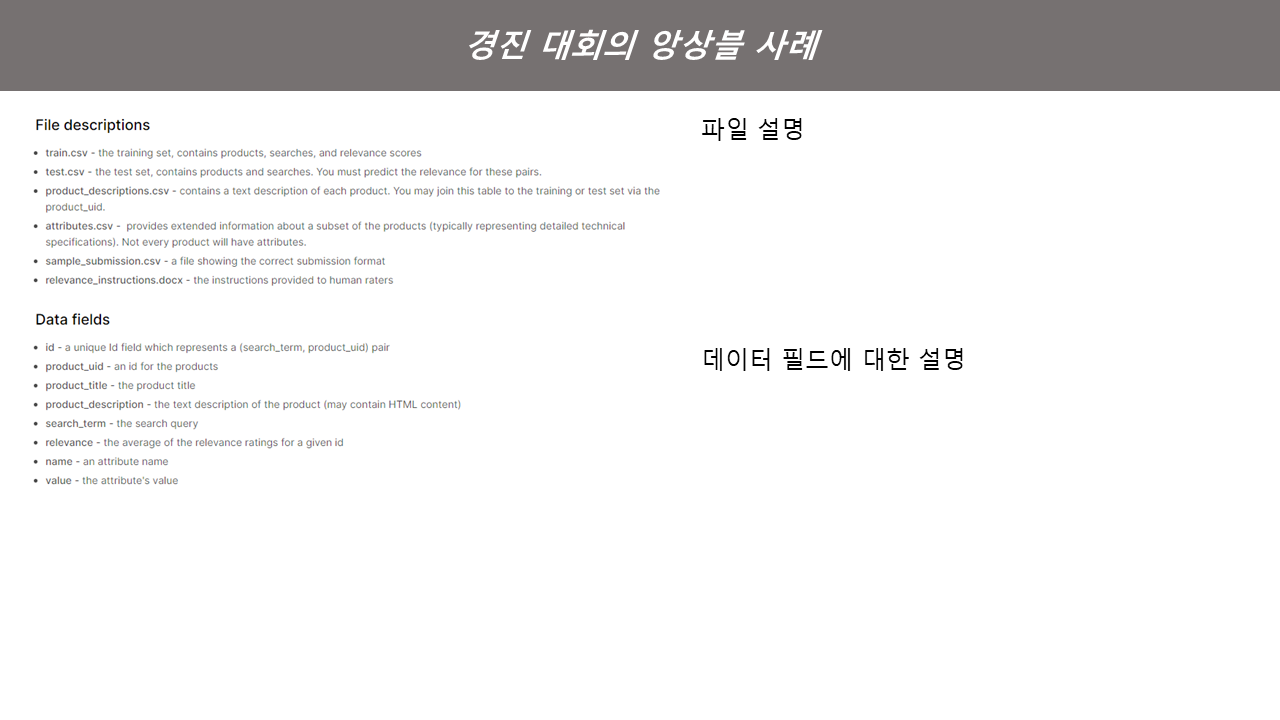 경진 대회의 앙상블 사례
File descriptions
• train.csv - the training set, contains products, searches, and relevance scores
• test.csv - the test set, contains products and searches. You must predict the relevance for these pairs.
• product_descriptions.csv - contains a text description of each product. You may join this table to the training or test set via the
product_uid.
• attributes.csv -  provides extended information about a subset of the products (typically representing detailed technical
specifications). Not every product will have attributes.
• sample_submission.csv - a file showing the correct submission format
• relevance_instructions.docx - the instructions provided to human raters
Data fields
• id - a unique Id field which represents a (search_term, product_uid) pair
• product_uid - an id for the products
• product_title - the product title
• product_description - the text description of the product (may contain HTML content)
• search_term - the search query
• relevance - the average of the relevance ratings for a given id
• name - an attribute name
• value - the attribute's value
파일 설명
데이터 필드에 대한 설명